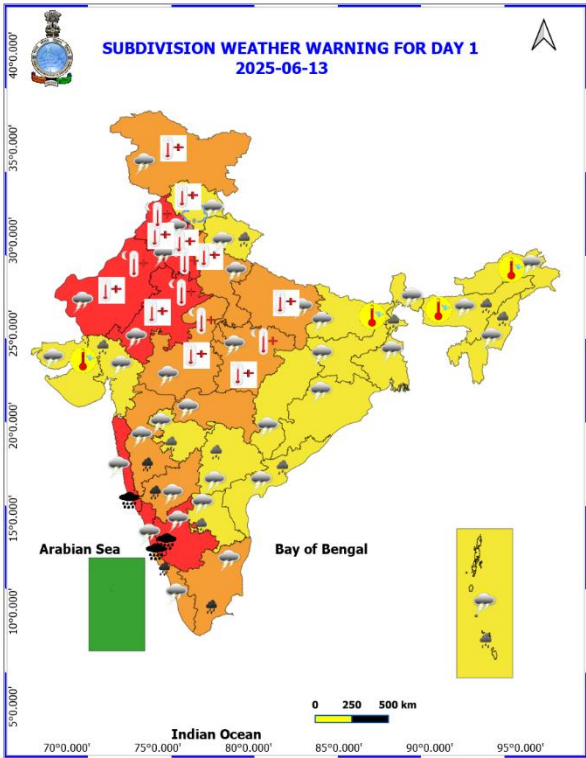 SUBDIVISION WEATHER WARNING FOR DAY 1
2025-06-13
40°0.000'
35°0.000'
30°0.000'
25°0.000'
20°0.000'
15°0.000'
10°0.000'
5°0.000'
Arabian Sea
Bay of Bengal
0 250 500 km
Indian Ocean
70°0.000' 75°0.000' 80°0.000' 85°0.000' 90°0.000' 95°0.000'